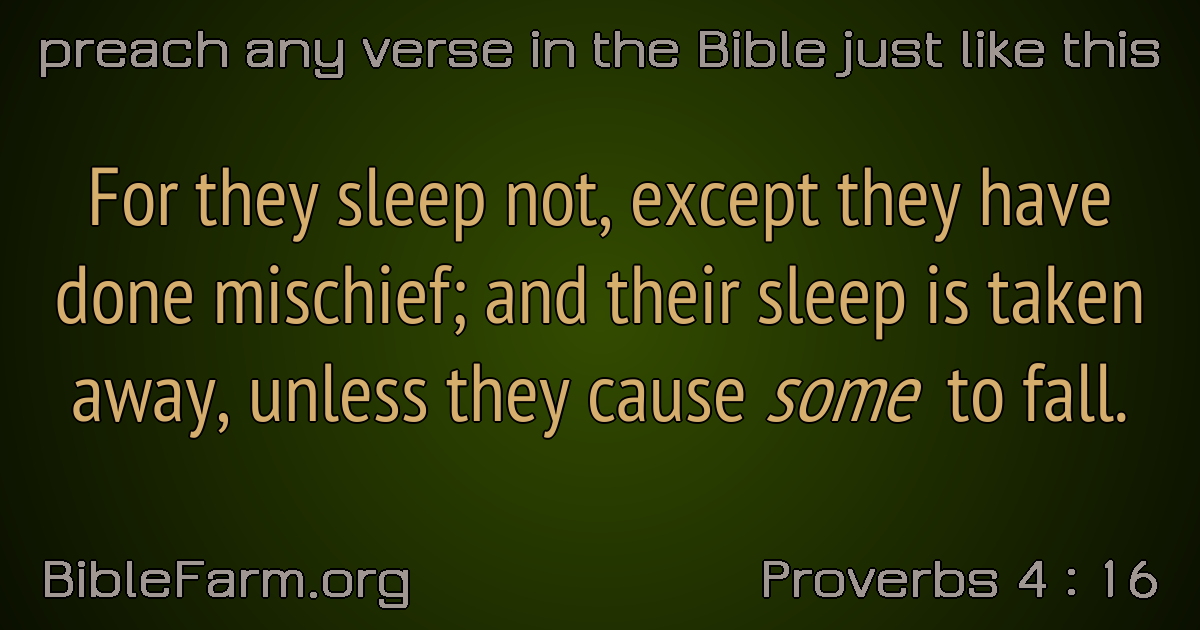 preach any verse in the Bible just like this
For they sleep not, except they have
done mischief; and their sleep is taken
away, unless they cause some to fall.
BibleFarm.org
Proverbs 4 : 16